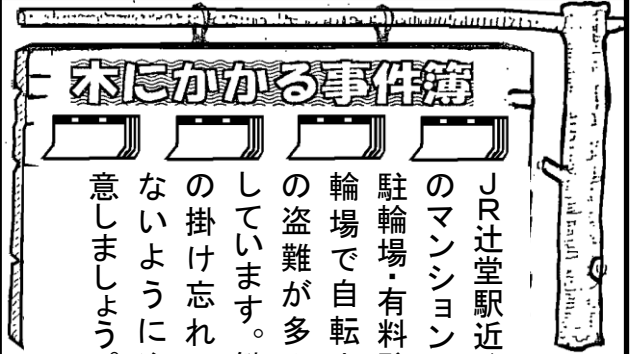 木にかかる事件簿
JR辻堂駅近
のマンション
駐輪場・有料
輪場で自転
の盗難が多
しています。
の掛け忘れ
ないように
意しましょう。